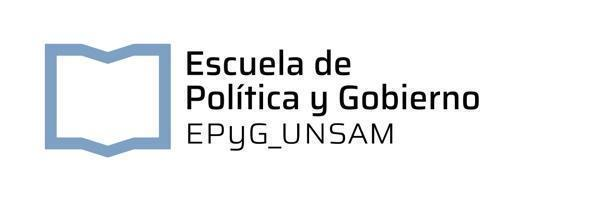 Escuela de
Política y Gobierno
EPyG_UNSAM